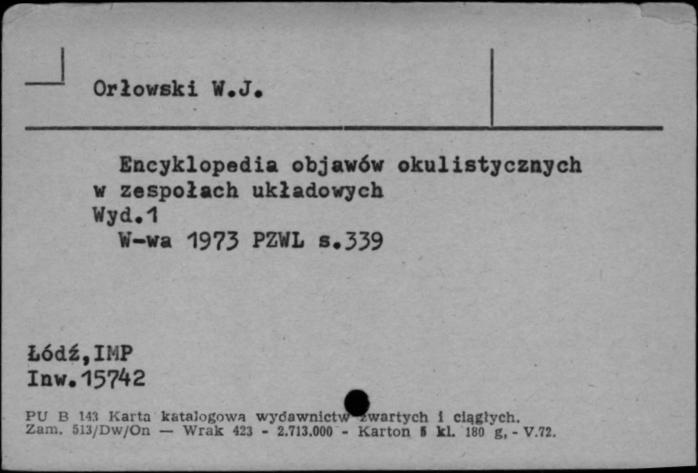 Orłowski W.J.
Encyklopedia objawów okulistycznych
w zespołach układowych
Wyd.1
W-wa 1973 PZWL s.339
Łódź,IMP
Inw.15742
PU B 143 Karta katalogowa wydawnictw zwartych i ciągłych.
Zam. 513/Dw/On — Wrak 423 - 2.713.000 - Karton kl. 180 g, - V.72.